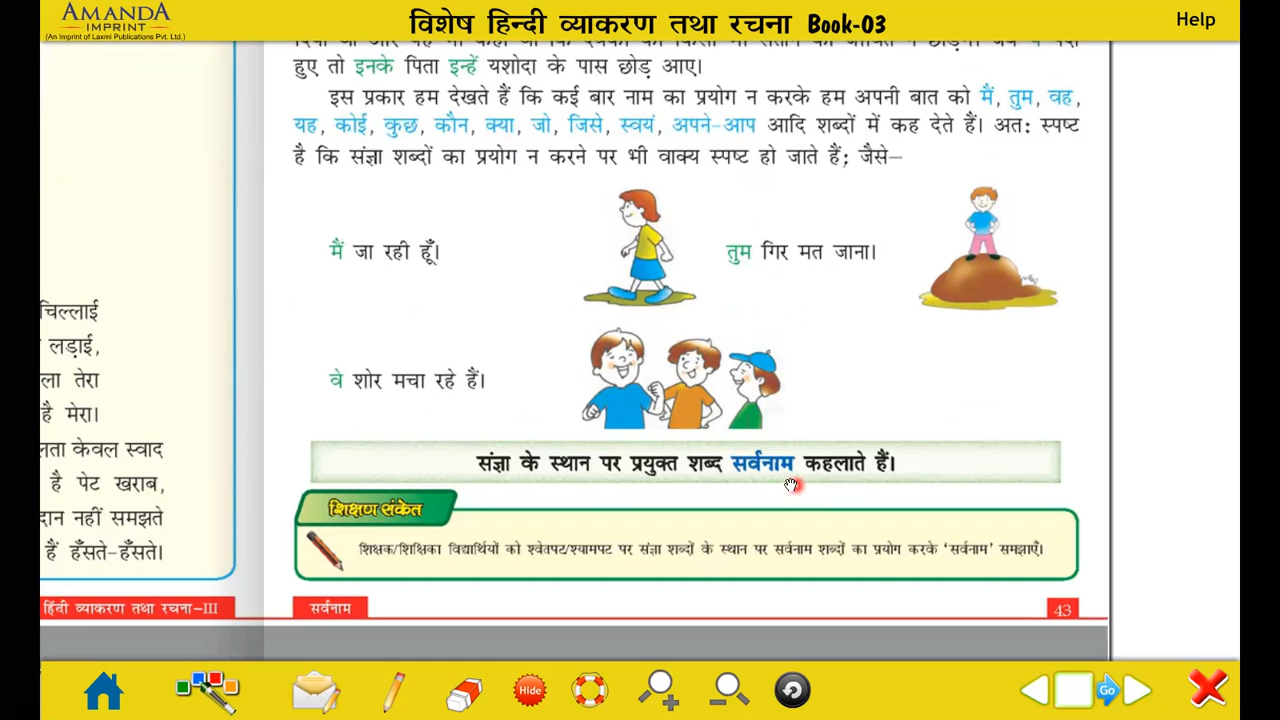 AMANDA
IMPRINT
(An Imprint of Laxmi Publications Pvt. Ltd.)
विशेष हिन्दी व्याकरण तथा रचना Book-03
Help
हुए तो इनके पिता इन्हें यशोदा के पास छोड़ आए।
इस प्रकार हम देखते हैं कि कई बार नाम का प्रयोग न करके हम अपनी बात को मैं, तुम, वह,
यह, कोई, कुछ, कौन, क्या, जो, जिसे, स्वयं, अपने-आप आदि शब्दों में कह देते हैं। अतः स्पष्ट
है कि संज्ञा शब्दों का प्रयोग न करने पर भी वाक्य स्पष्ट हो जाते हैं; जैसे–
मैं जा रही हूँ।
तुम गिर मत जाना।
वे शोर मचा रहे हैं।
संज्ञा के स्थान पर प्रयुक्त शब्द सर्वनाम कहलाते हैं।
शिक्षण संकेत
शिक्षक/शिक्षिका विद्यार्थियों को श्वेतपट/श्यामपट पर संज्ञा शब्दों के स्थान पर सर्वनाम शब्दों का प्रयोग करके ‘सर्वनाम’ समझाएँ।
चिल्लाई
लड़ाई,
ला तेरा
है मेरा।
लता केवल स्वाद
है पेट खराब,
दान नहीं समझते
हैं हँसते-हँसते।
हिंदी व्याकरण तथा रचना–III
सर्वनाम
43
Hide
Go